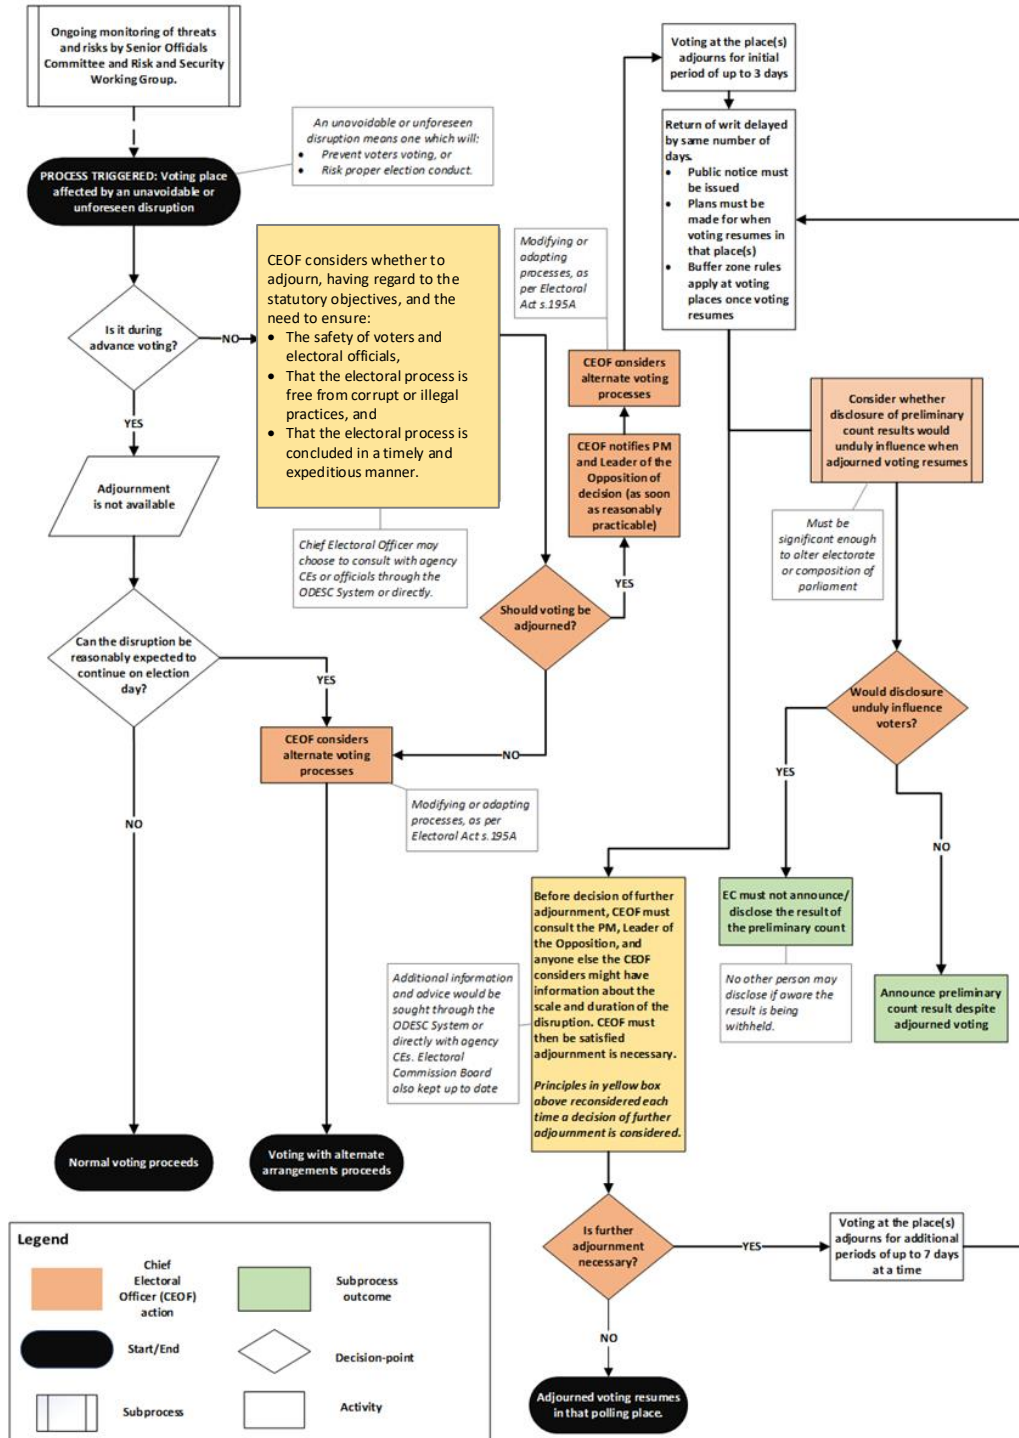 Ongoing monitoring of threats
and risks by Senior Officials
Committee and Risk and Security
Working Group.
An unavoidable or unforeseen
disruption means one which will:
• Prevent voters voting, or
• Risk proper election conduct.
PROCESS TRIGGERED: Voting place
affected by an unavoidable or
unforeseen disruption
Is it during
advance voting?
NO
YES
Adjournment
is not available
Can the disruption be
reasonably expected to
continue on election
day?
YES
NO
Normal voting proceeds
CEOF considers whether to
adjourn, having regard to the
statutory objectives, and the
need to ensure:
• The safety of voters and
electoral officials,
• That the electoral process is
free from corrupt or illegal
practices, and
• That the electoral process is
concluded in a timely and
expeditious manner.
Chief Electoral Officer may
choose to consult with agency
CEs or officials through the
ODESC System or directly.
Should voting be
adjourned?
YES
NO
CEOF considers
alternate voting
processes
Modifying or adapting
processes, as per
Electoral Act s.195A
Voting with alternate
arrangements proceeds
CEOF notifies PM
and Leader of the
Opposition of
decision (as soon
as reasonably
practicable)
CEOF considers
alternate voting
processes
Modifying or
adapting
processes, as
per Electoral
Act s.195A
Voting at the place(s)
adjourns for initial
period of up to 3 days
Return of writ delayed
by same number of
days.
• Public notice must
be issued
• Plans must be
made for when
voting resumes in
that place(s)
• Buffer zone rules
apply at voting
places once voting
resumes
Consider whether
disclosure of preliminary
count results would
unduly influence when
adjourned voting resumes
Must be
significant enough
to alter electorate
or composition of
parliament
Would disclosure
unduly influence
voters?
YES
NO
EC must not announce/
disclose the result of
the preliminary count
No other person may
disclose if aware the
result is being
withheld.
Announce preliminary
count result despite
adjourned voting
Before decision of further
adjournment, CEOF must
consult the PM, Leader of
the Opposition, and
anyone else the CEOF
considers might have
information about the
scale and duration of the
disruption. CEOF must
then be satisfied
adjournment is necessary.
Principles in yellow box
above reconsidered each
time a decision of further
adjournment is considered.
Additional information
and advice would be
sought through the
ODESC System or
directly with agency
CEs. Electoral
Commission Board
also kept up to date
Is further
adjournment
necessary?
YES
Voting at the place(s)
adjourns for additional
periods of up to 7 days
at a time
NO
Adjourned voting resumes
in that polling place.
Legend
Chief
Electoral
Officer (CEOF)
action
Subprocess
outcome
Start/End
Decision-point
Subprocess
Activity